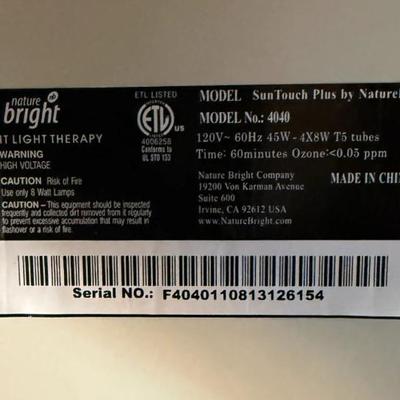 nature
bright nb
IT LIGHT THERAPY
WARNING
HIGH VOLTAGE
CAUTION Risk of Fire
Use only 8 Watt Lamps
CAUTION – This equipment should be inspected
frequently and collected dirt removed from it regularly
to prevent excessive accumulation that may result in
flashover or a risk of fire.
ETL LISTED
ETL
US
4006258
Conforms to
UL STD 153
MODEL SunTouch Plus by Nature
MODEL No.: 4040
120V~ 60Hz 45W - 4X8W T5 tubes
Time: 60minutes Ozone:<0.05 ppm
Nature Bright Company
19200 Von Karman Avenue
Suite 600
Irvine, CA 92612 USA
www.NatureBright.com
MADE IN CHI
Serial NO.: F4040110813126154